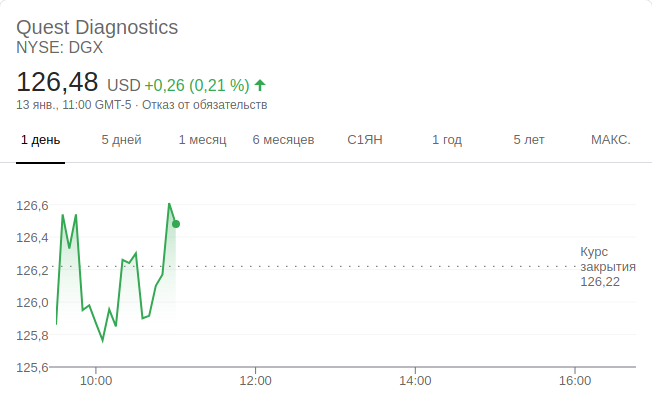 Quest Diagnostics
NYSE: DGX
126,48 USD +0,26 (0,21 %)
13 янв., 11:00 GMT-5 · Отказ от обязательств
1 день 5 дней 1 месяц 6 месяцев С1ЯН 1 год 5 лет МАКС.
126,6
126,4
126,2
126,0
125,8
125,6
Курс
закрытия
126,22
10:00 12:00 14:00 16:00